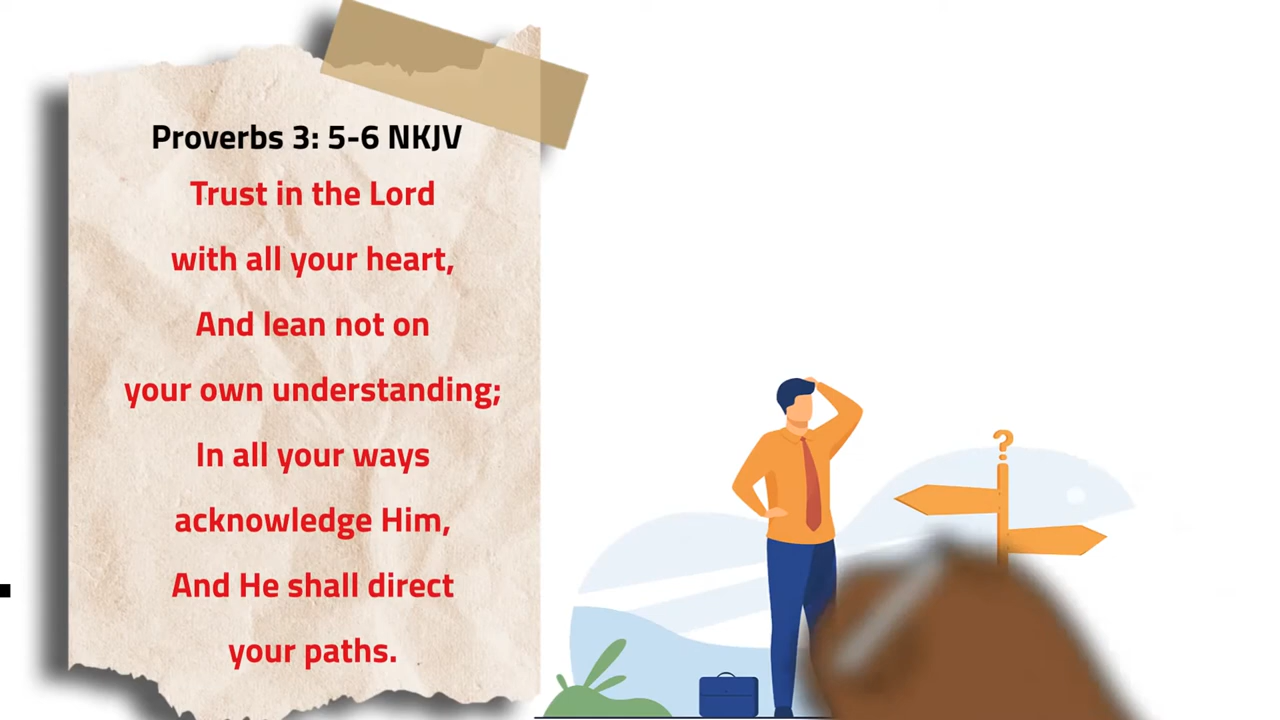 Proverbs 3: 5-6 NKJV
Trust in the Lord
with all your heart,
And lean not on
your own understanding;
In all your ways
acknowledge Him,
And He shall direct
your paths.
?